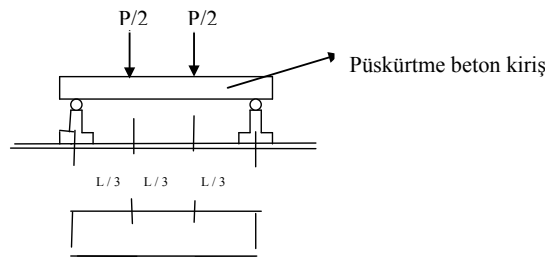 P/2 P/2
Püskürtme beton kiriş
L / 3 L / 3 L / 3